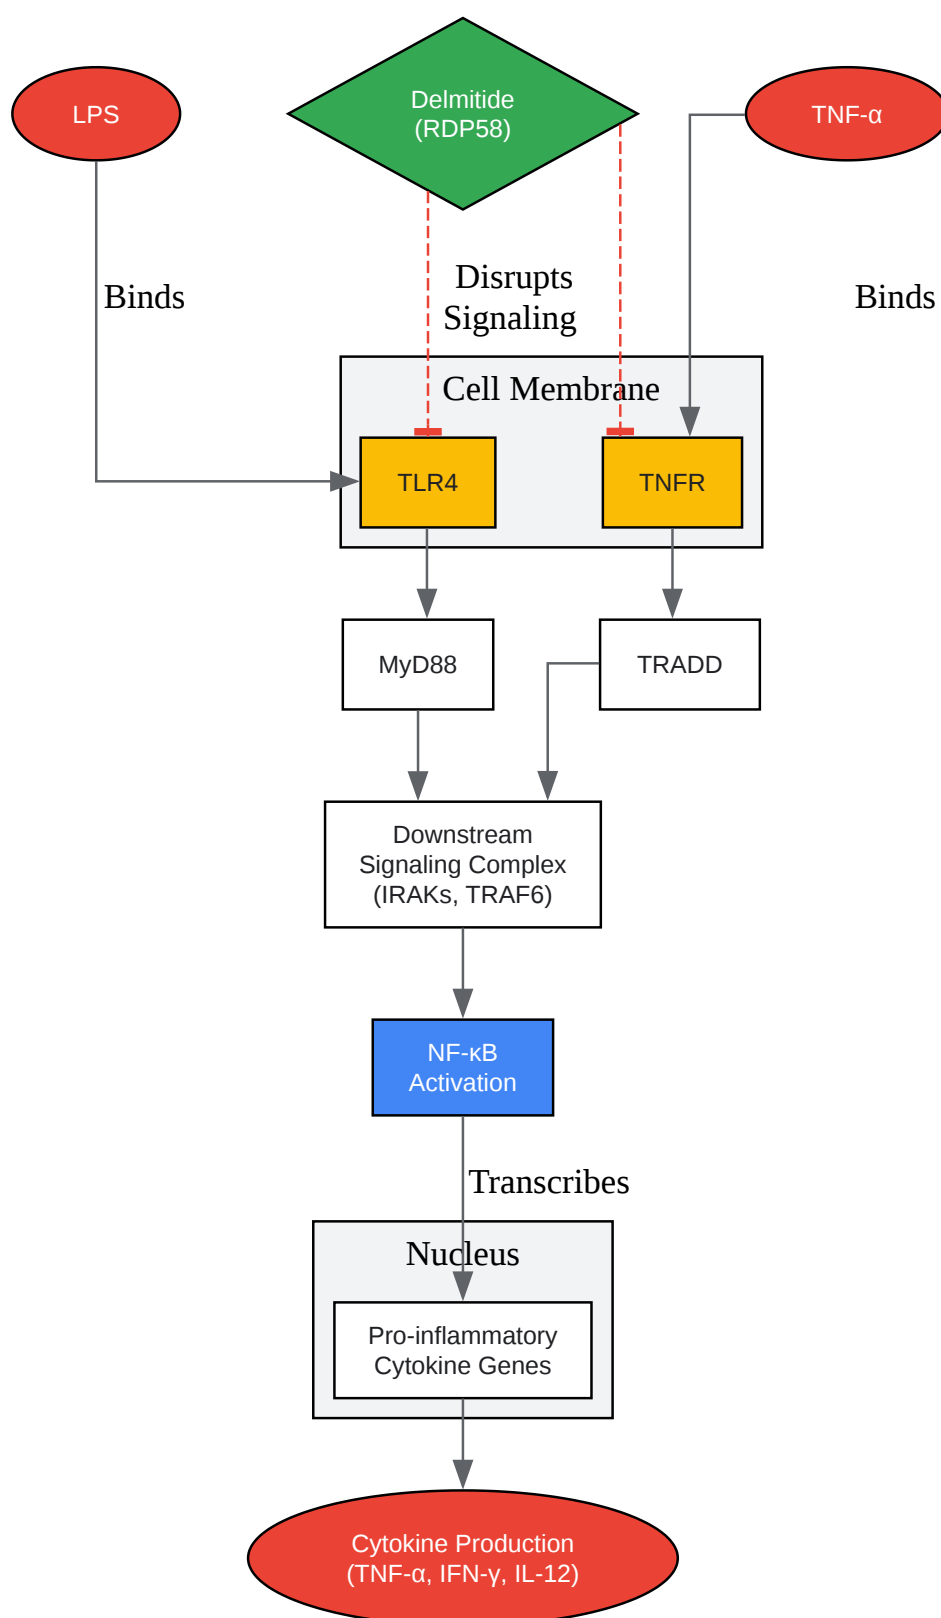 LPS
Delmitide
(RDP58)
TNF-α
Binds
Disrupts
Signaling
Binds
Cell Membrane
TLR4
TNFR
MyD88
TRADD
Downstream
Signaling Complex
(IRAKs, TRAF6)
NF-κB
Activation
Transcribes
Nucleus
Pro-inflammatory
Cytokine Genes
Cytokine Production
(TNF-α, IFN-γ, IL-12)